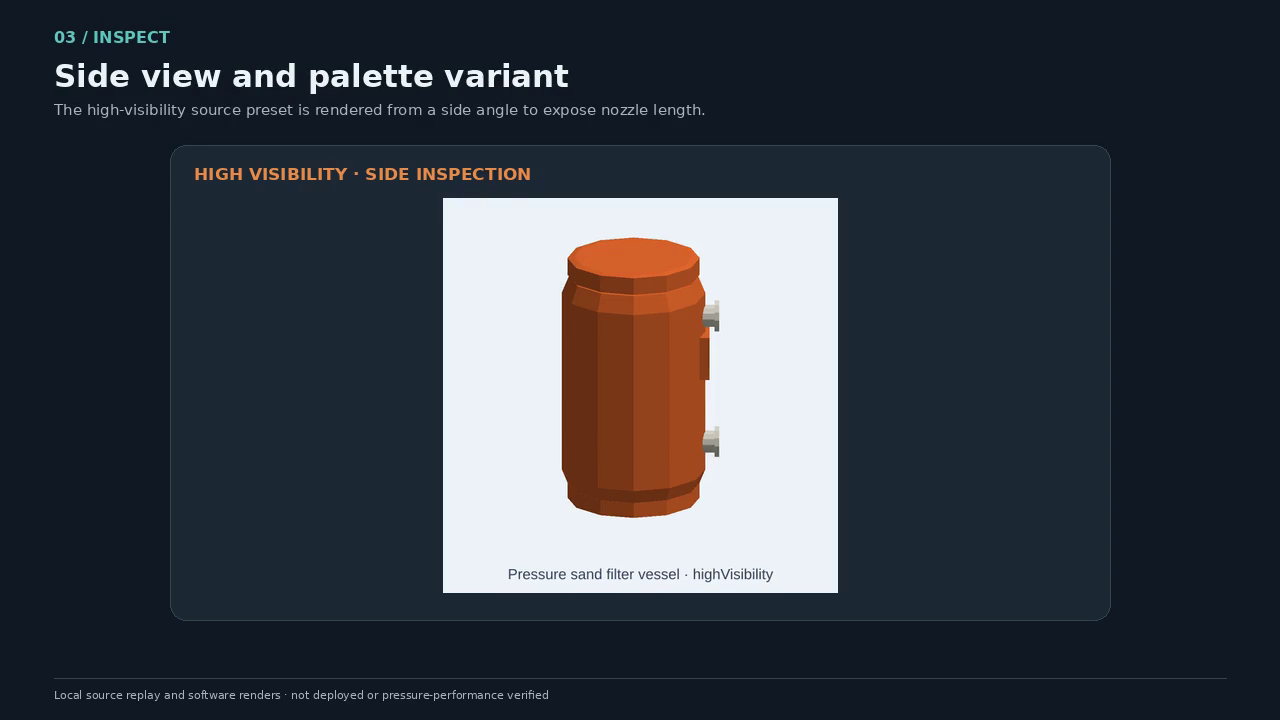 03 / INSPECT
Side view and palette variant
The high-visibility source preset is rendered from a side angle to expose nozzle length.
HIGH VISIBILITY · SIDE INSPECTION
Pressure sand filter vessel · highVisibility
Local source replay and software renders · not deployed or pressure-performance verified